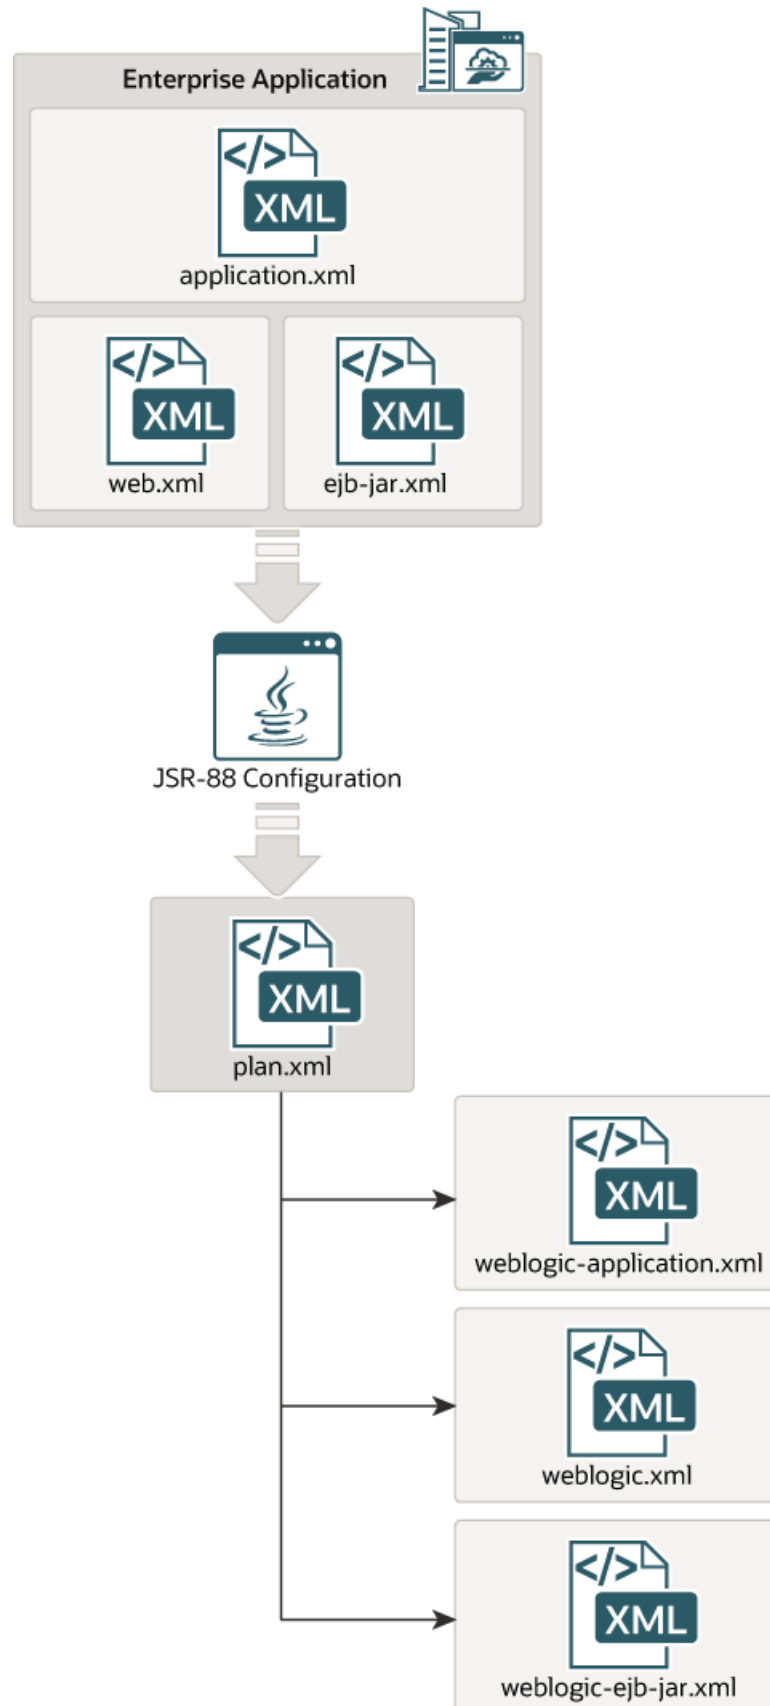 Enterprise Application
</>
XML
application.xml
</>
XML
web.xml
</>
XML
ejb-jar.xml
JSR-88 Configuration
</>
XML
plan.xml
</>
XML
weblogic-application.xml
</>
XML
weblogic.xml
</>
XML
weblogic-ejb-jar.xml